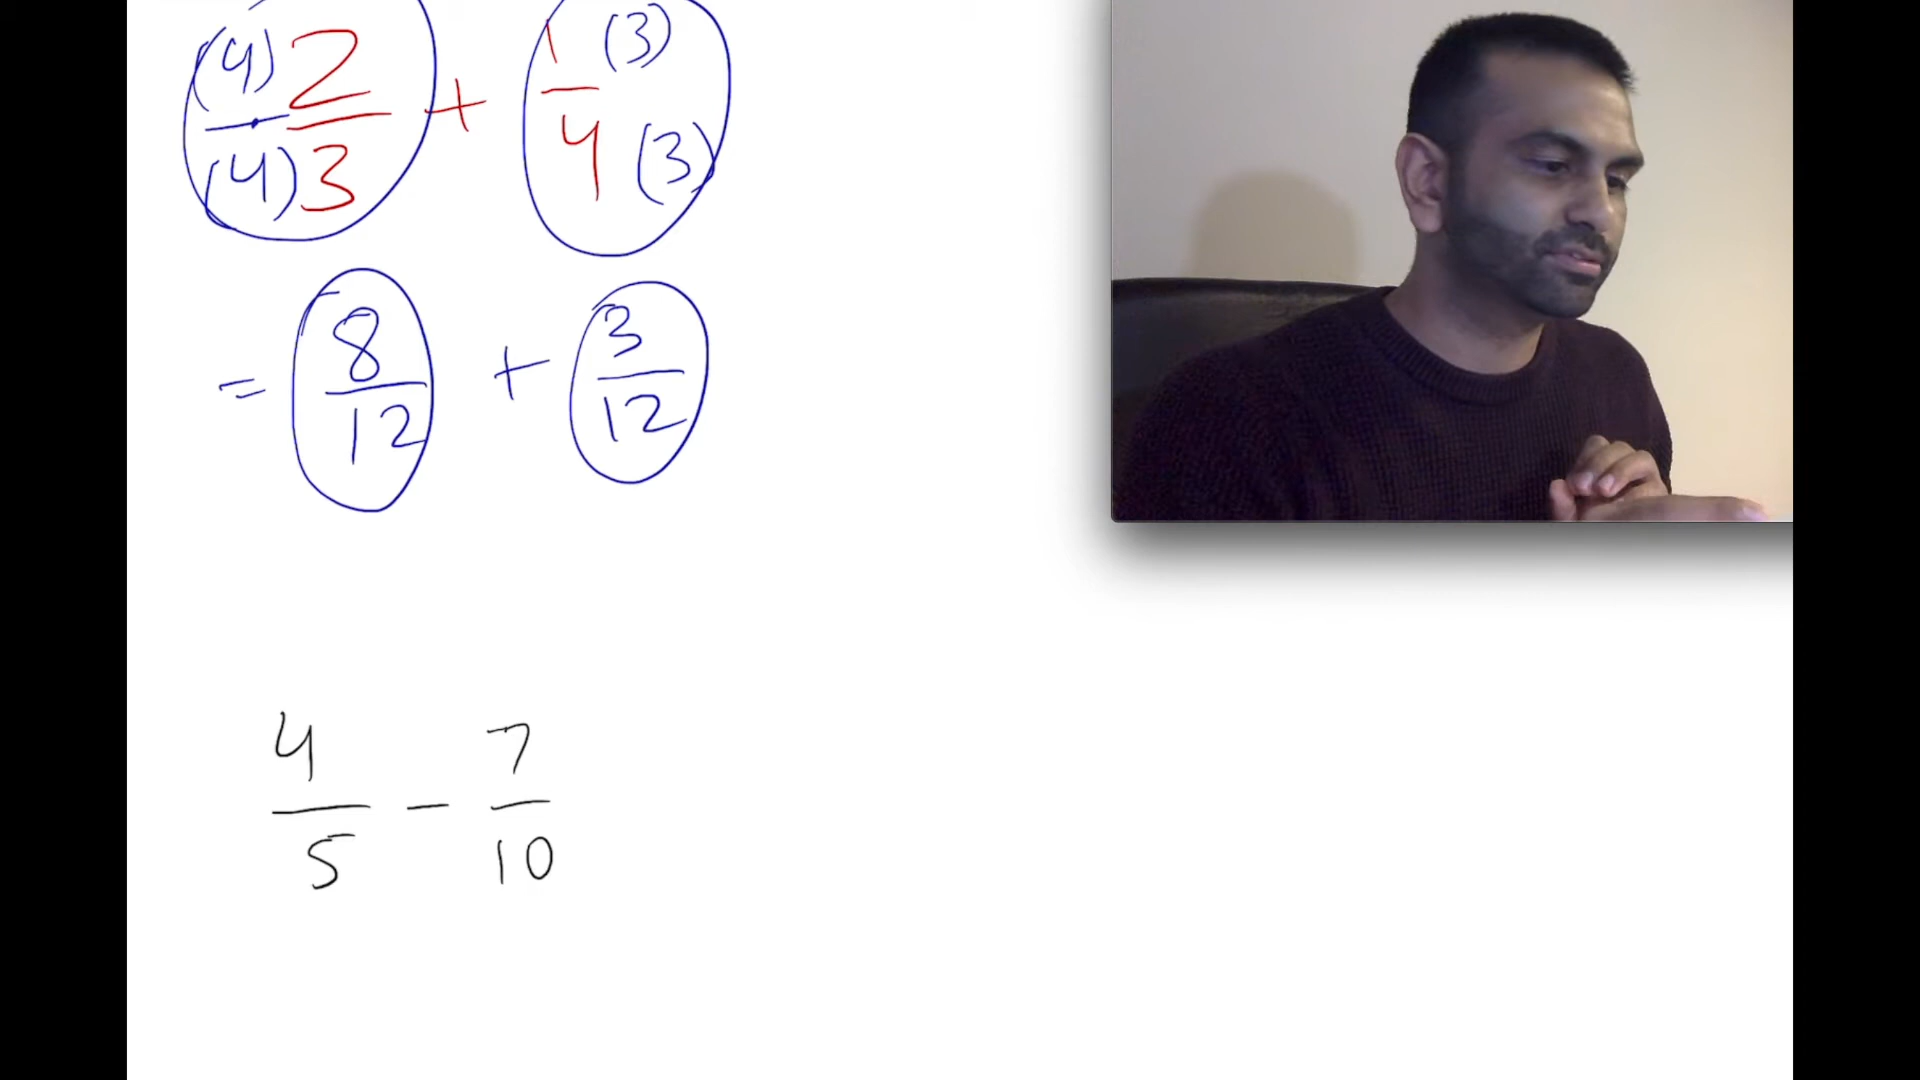 (4) 2 / (4) 3 + 1 (3) / 4 (3)
= 8/12 + 3/12
4/5 - 7/10